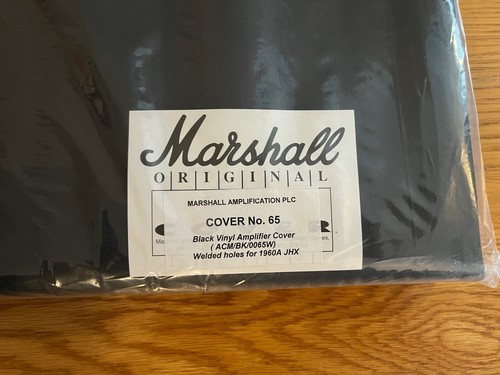 Marshall
ORIGINAL
MARSHALL AMPLIFICATION PLC
COVER No. 65
Black Vinyl Amplifier Cover
( ACM/BK/0065W)
Welded holes for 1960A JHX